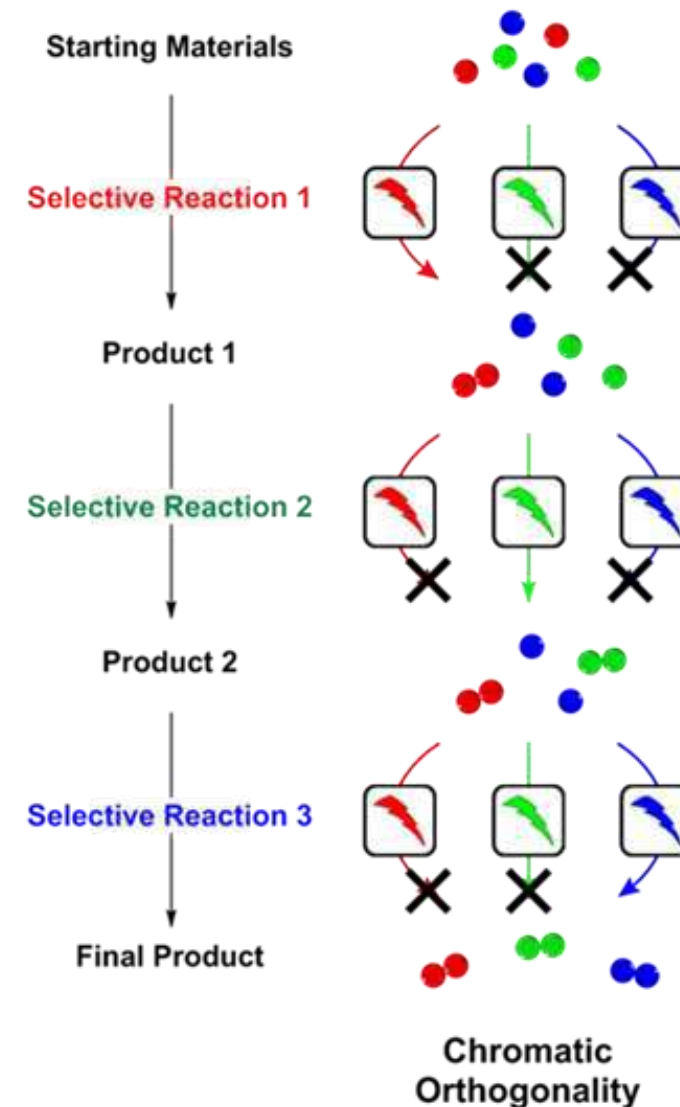 Starting Materials
Selective Reaction 1
Product 1
Selective Reaction 2
Product 2
Selective Reaction 3
Final Product
Chromatic
Orthogonality